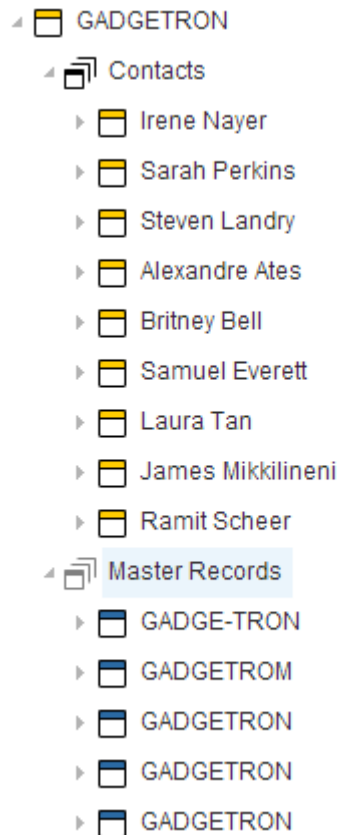 GADGETRON
Contacts
Irene Nayer
Sarah Perkins
Steven Landry
Alexandre Ates
Britney Bell
Samuel Everett
Laura Tan
James Mikkilineni
Ramit Scheer
Master Records
GADGE-TRON
GADGETROM
GADGETRON
GADGETRON
GADGETRON